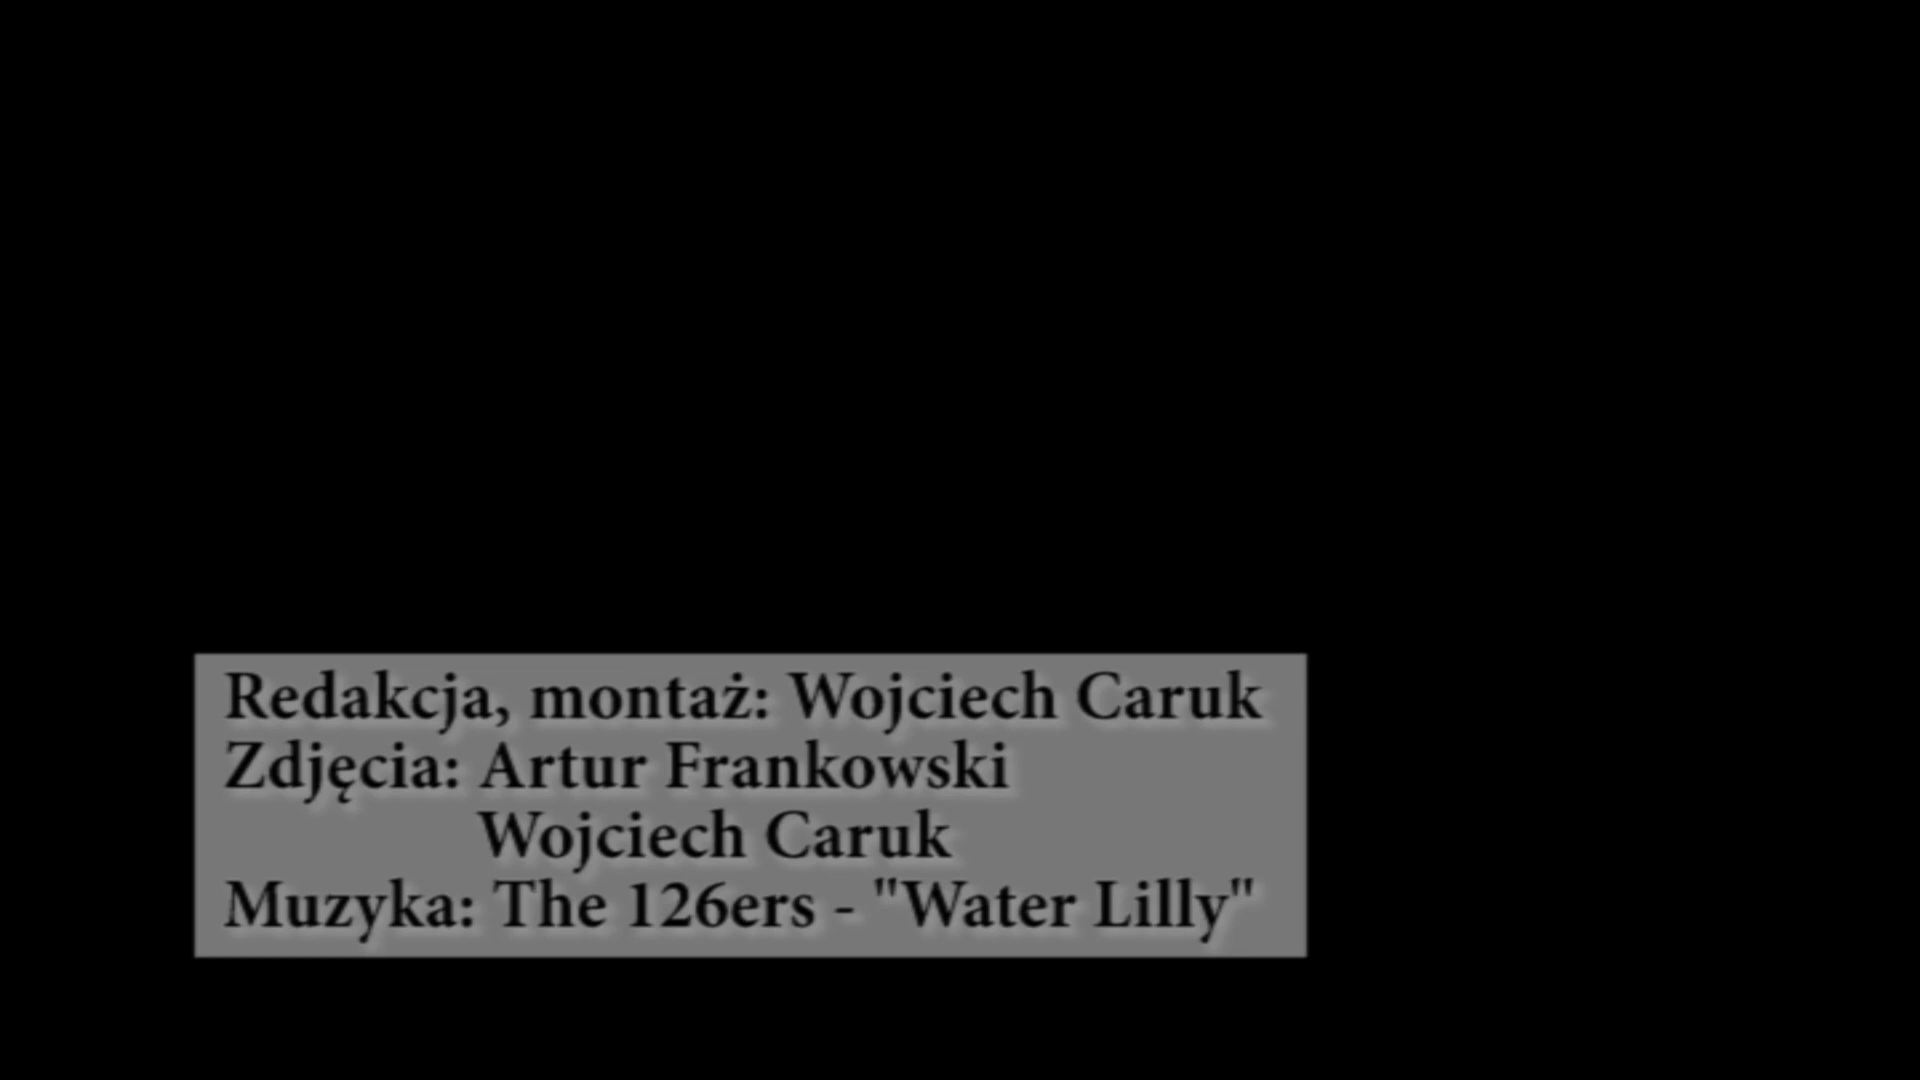 Redakcja, montaż: Wojciech Caruk
Zdjęcia: Artur Frankowski
Wojciech Caruk
Muzyka: The 126ers - "Water Lilly"